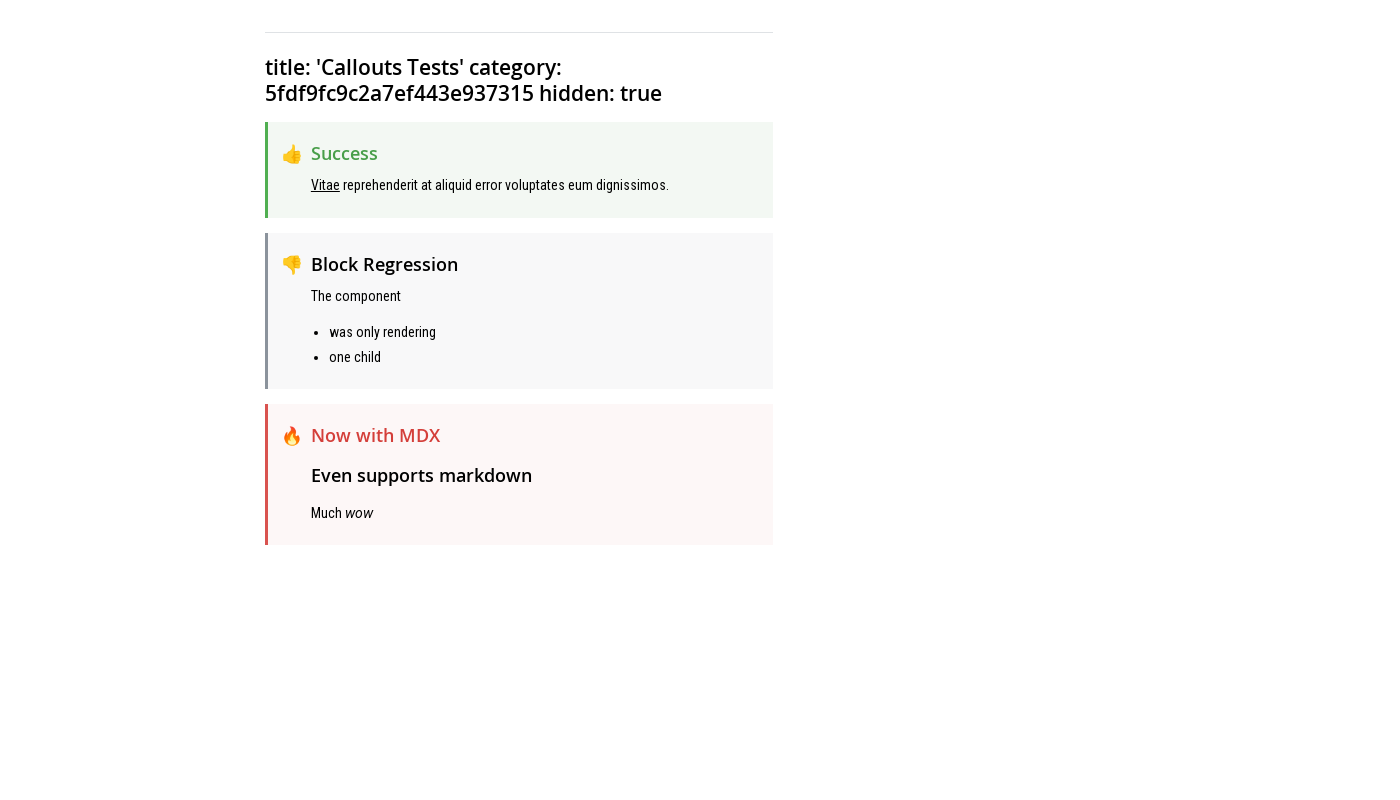 title: 'Callouts Tests' category:
5fdf9fc9c2a7ef443e937315 hidden: true
👍 Success
Vitae reprehenderit at aliquid error voluptates eum dignissimos.
👎 Block Regression
The component
• was only rendering
• one child
🔥 Now with MDX
Even supports markdown
Much wow